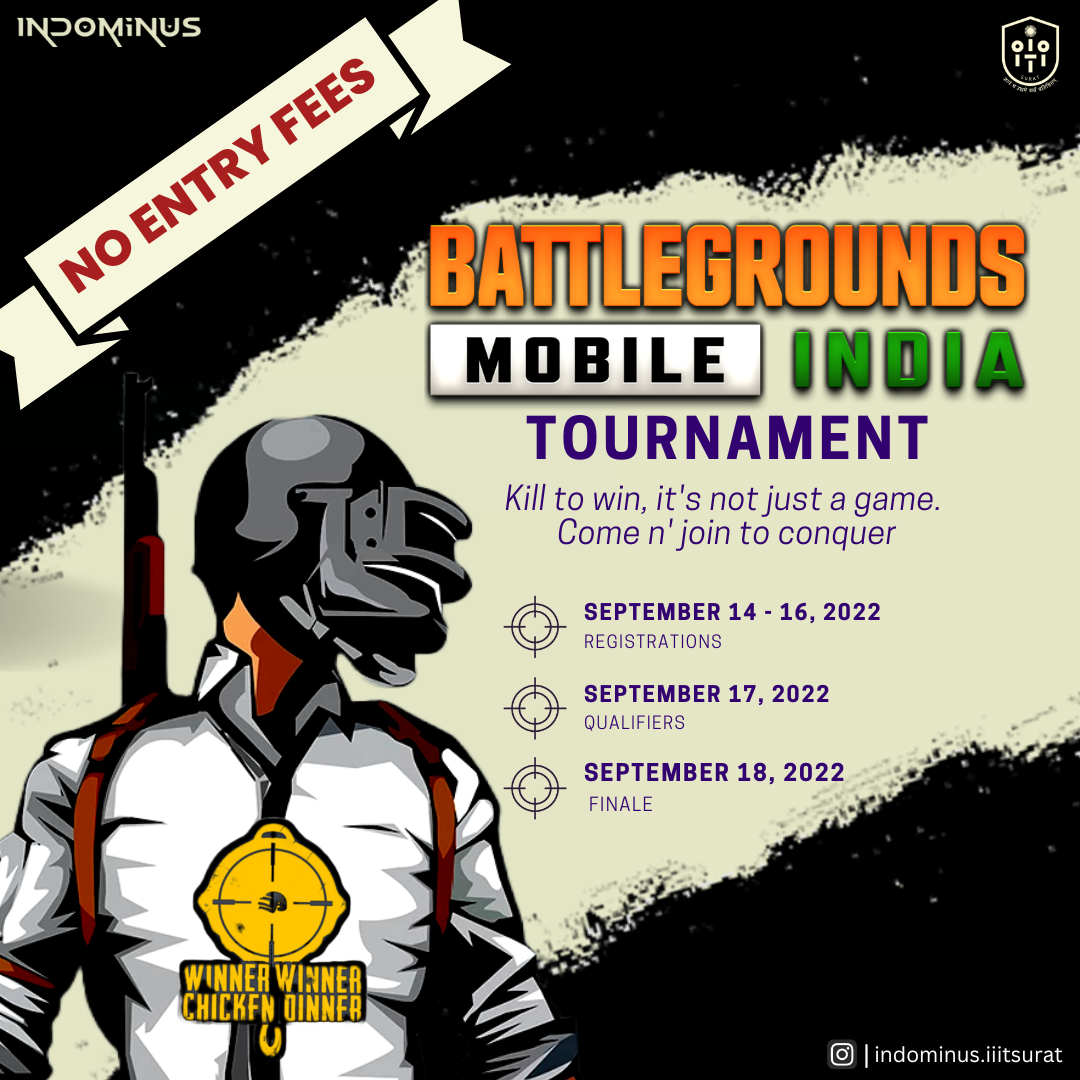 INDOMiNUS
NO ENTRY FEES
SURAT
BATTLEGROUNDS
MOBILE INDIA
TOURNAMENT
Kill to win, it's not just a game.
Come n' join to conquer
SEPTEMBER 14 - 16, 2022
REGISTRATIONS
SEPTEMBER 17, 2022
QUALIFIERS
SEPTEMBER 18, 2022
FINALE
WINNER WINNER
CHICKEN DINNER
| indominus.iiitsurat